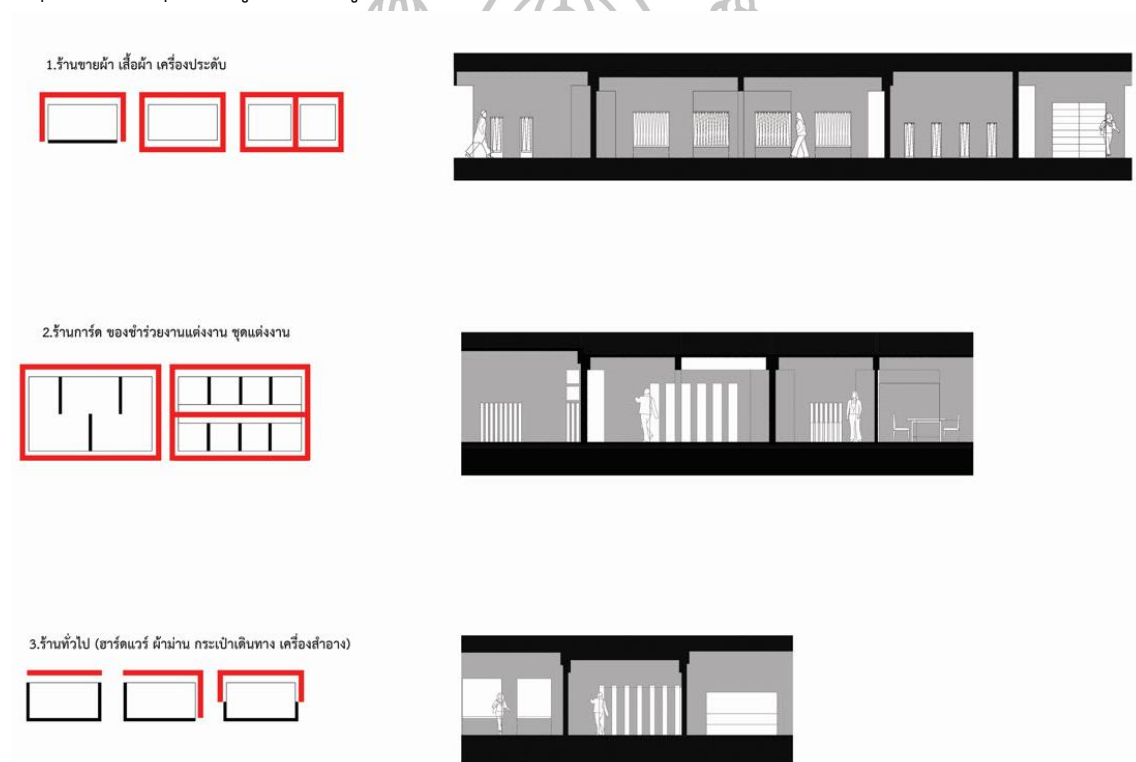 1.ร้านขายผ้า เสื้อผ้า เครื่องประดับ
2.ร้านการ์ด ของชำร่วยงานแต่งงาน ชุดแต่งงาน
3.ร้านทั่วไป (ฮาร์ดแวร์ ผ้าม่าน กระเป๋าเดินทาง เครื่องสำอาง)